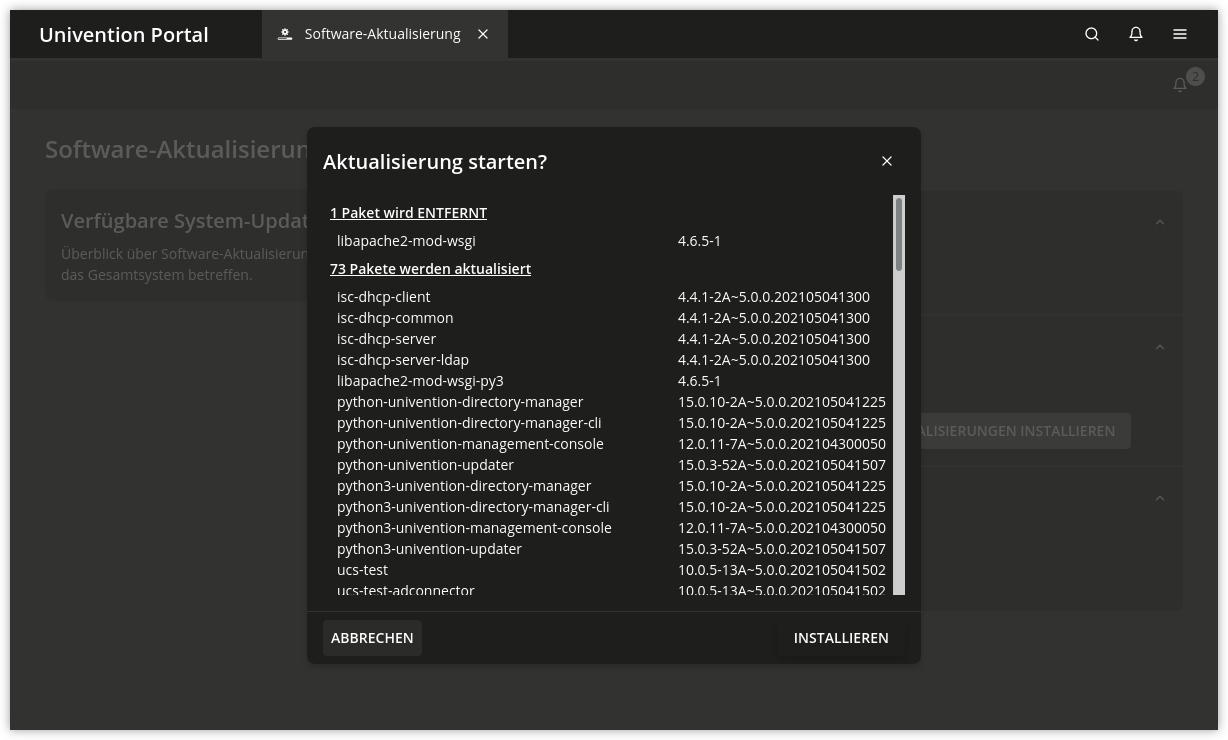 Univention Portal
Software-Aktualisierung
2
Software-Aktualisierun
Verfügbare System-Updat
Überblick über Software-Aktualisierun
das Gesamtsystem betreffen.
Aktualisierung starten?
1 Paket wird ENTFERNT
libapache2-mod-wsgi 4.6.5-1
73 Pakete werden aktualisiert
isc-dhcp-client 4.4.1-2A~5.0.0.202105041300
isc-dhcp-common 4.4.1-2A~5.0.0.202105041300
isc-dhcp-server 4.4.1-2A~5.0.0.202105041300
isc-dhcp-server-ldap 4.4.1-2A~5.0.0.202105041300
libapache2-mod-wsgi-py3 4.6.5-1
python-univention-directory-manager 15.0.10-2A~5.0.0.202105041225
python-univention-directory-manager-cli 15.0.10-2A~5.0.0.202105041225
python-univention-management-console 12.0.11-7A~5.0.0.202104300050
python-univention-updater 15.0.3-52A~5.0.0.202105041507
python3-univention-directory-manager 15.0.10-2A~5.0.0.202105041225
python3-univention-directory-manager-cli 15.0.10-2A~5.0.0.202105041225
python3-univention-management-console 12.0.11-7A~5.0.0.202104300050
python3-univention-updater 15.0.3-52A~5.0.0.202105041507
ucs-test 10.0.5-13A~5.0.0.202105041502
ucs-test-adconnector 10.0.5-13A~5.0.0.202105041502
ALISIERUNGEN INSTALLIEREN
ABBRECHEN
INSTALLIEREN